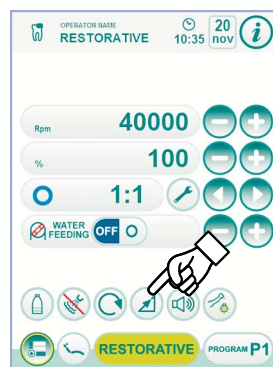 OPERATOR NAME
RESTORATIVE
10:35
20
nov
i
Rpm
40000
%
100
1:1
WATER
FEEDING
OFF
RESTORATIVE
PROGRAM P1